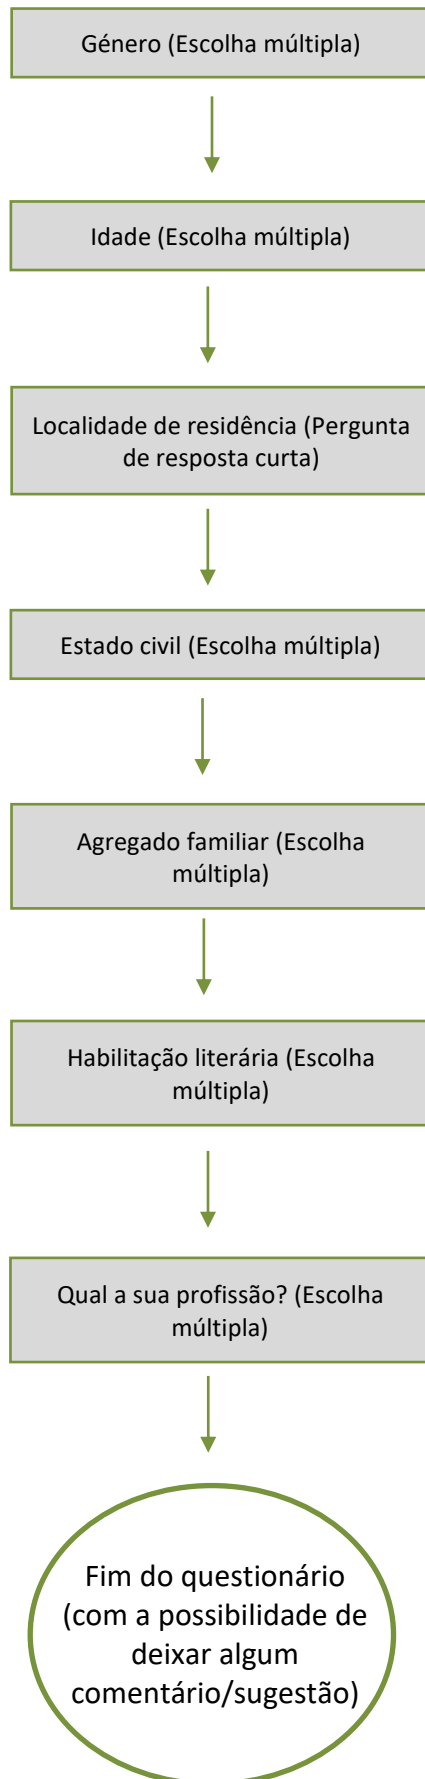 Género (Escolha múltipla)
Idade (Escolha múltipla)
Localidade de residência (Pergunta
de resposta curta)
Estado civil (Escolha múltipla)
Agregado familiar (Escolha
múltipla)
Habilitação literária (Escolha
múltipla)
Qual a sua profissão? (Escolha
múltipla)
Fim do questionário
(com a possibilidade de
deixar algum
comentário/sugestão)